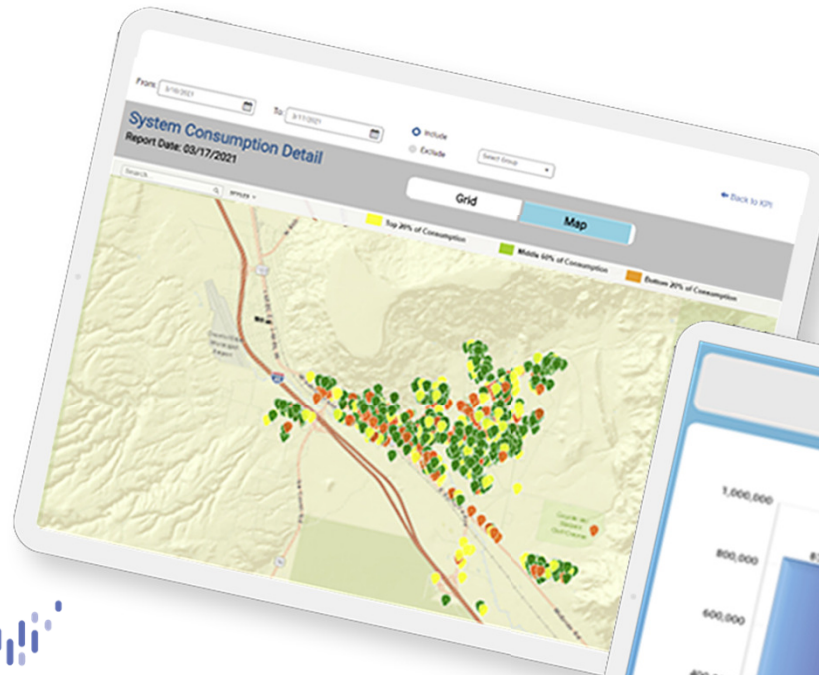 From: 3/16/2021
To: 3/17/2021
Include
Exclude
Select Group
Back to KPI
System Consumption Detail
Report Date: 03/17/2021
Grid
Map
Search...
Top 20% of Consumption
Middle 60% of Consumption
Bottom 20% of Consumption
1,000,000
800,000
600,000